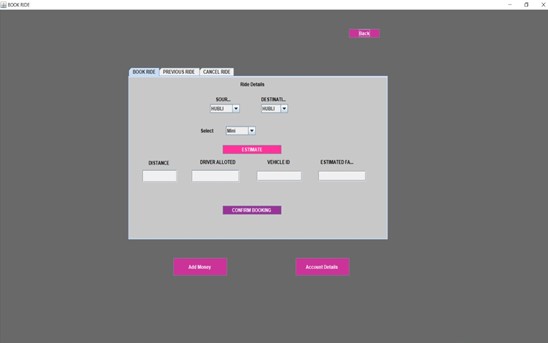 BOOK RIDE
Back
BOOK RIDE PREVIOUS RIDE CANCEL RIDE
Ride Details
SOUR... DESTINATI...
HUBLI HUBLI
Select Mini
ESTIMATE
DISTANCE DRIVER ALLOTED VEHICLE ID ESTIMATED FA...
CONFIRM BOOKING
Add Money Account Details